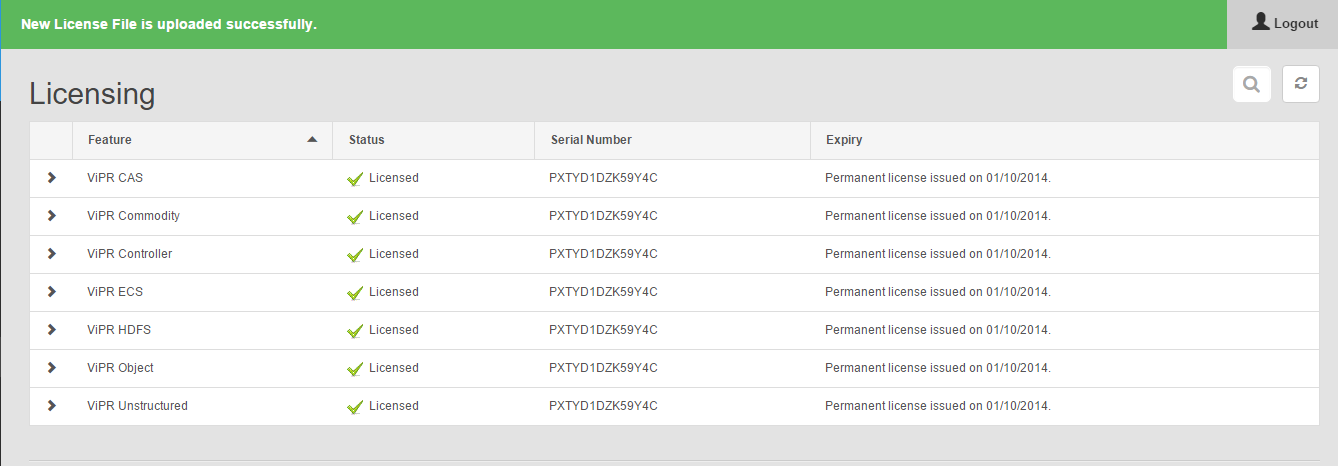 New License File is uploaded successfully.
Logout
Licensing
Feature Status Serial Number Expiry
ViPR CAS Licensed PXTYD1DZK59Y4C Permanent license issued on 01/10/2014.
ViPR Commodity Licensed PXTYD1DZK59Y4C Permanent license issued on 01/10/2014.
ViPR Controller Licensed PXTYD1DZK59Y4C Permanent license issued on 01/10/2014.
ViPR ECS Licensed PXTYD1DZK59Y4C Permanent license issued on 01/10/2014.
ViPR HDFS Licensed PXTYD1DZK59Y4C Permanent license issued on 01/10/2014.
ViPR Object Licensed PXTYD1DZK59Y4C Permanent license issued on 01/10/2014.
ViPR Unstructured Licensed PXTYD1DZK59Y4C Permanent license issued on 01/10/2014.